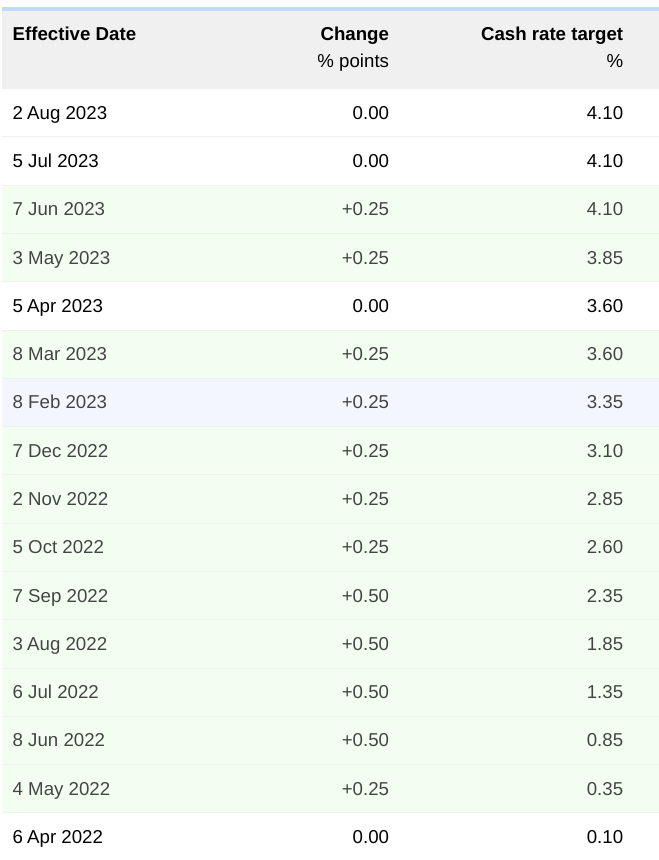 Effective Date Change Cash rate target
% points %
2 Aug 2023 0.00 4.10
5 Jul 2023 0.00 4.10
7 Jun 2023 +0.25 4.10
3 May 2023 +0.25 3.85
5 Apr 2023 0.00 3.60
8 Mar 2023 +0.25 3.60
8 Feb 2023 +0.25 3.35
7 Dec 2022 +0.25 3.10
2 Nov 2022 +0.25 2.85
5 Oct 2022 +0.25 2.60
7 Sep 2022 +0.50 2.35
3 Aug 2022 +0.50 1.85
6 Jul 2022 +0.50 1.35
8 Jun 2022 +0.50 0.85
4 May 2022 +0.25 0.35
6 Apr 2022 0.00 0.10